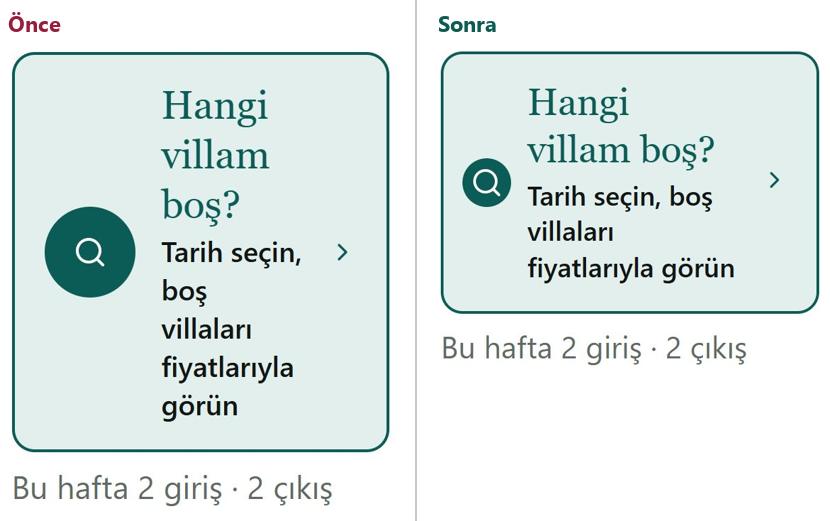 Önce
Hangi
villam
boş?
Tarih seçin,
boş
villaları
fiyatlarıyla
görün
Bu hafta 2 giriş · 2 çıkış
Sonra
Hangi
villam boş?
Tarih seçin, boş
villaları
fiyatlarıyla görün
Bu hafta 2 giriş · 2 çıkış